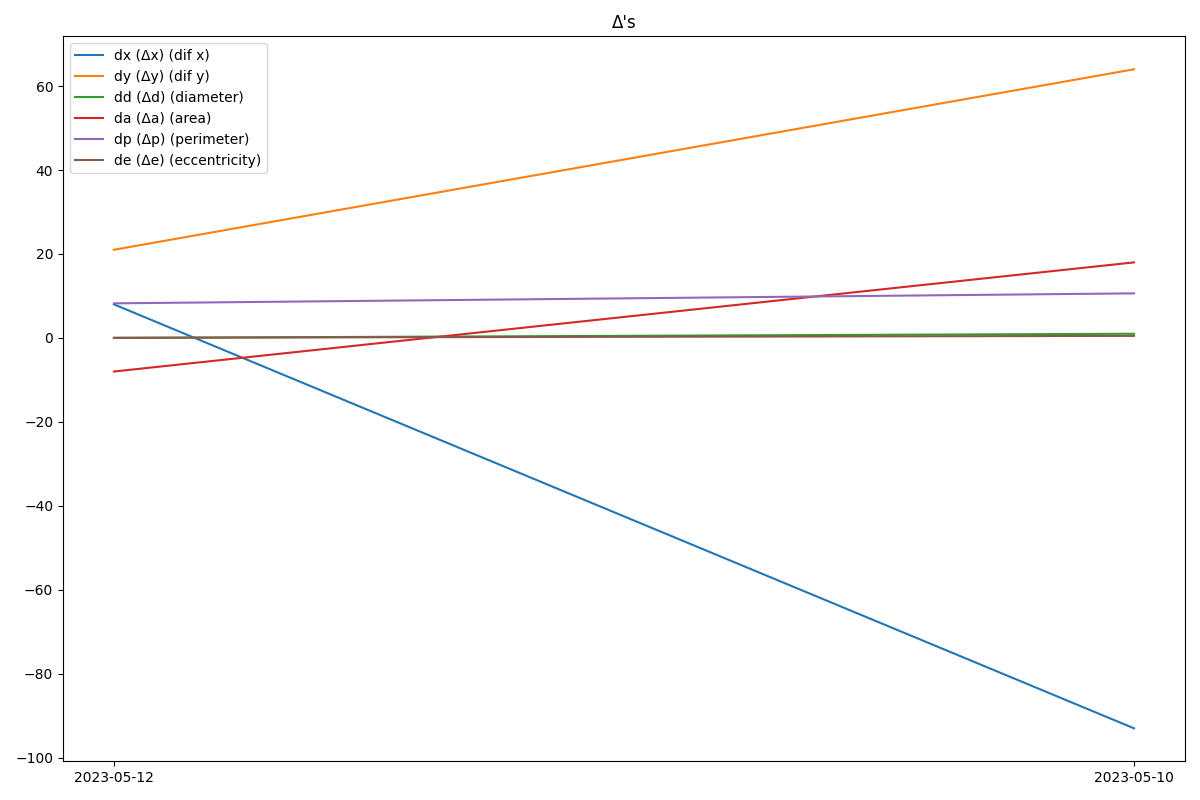 Δ's
dx (Δx) (dif x)
dy (Δy) (dif y)
dd (Δd) (diameter)
da (Δa) (area)
dp (Δp) (perimeter)
de (Δe) (eccentricity)
60
40
20
0
−20
−40
−60
−80
−100
2023-05-12
2023-05-10